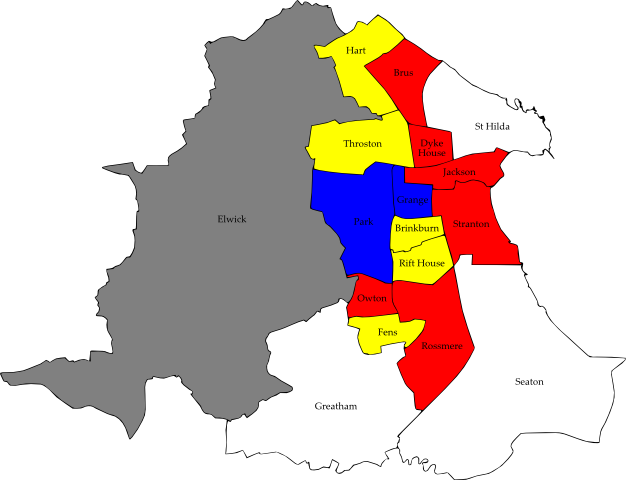 Hart
Brus
St Hilda
Throston
Dyke
House
Jackson
Park
Grange
Elwick
Stranton
Brinkburn
Rift House
Owton
Fens
Rossmere
Seaton
Greatham